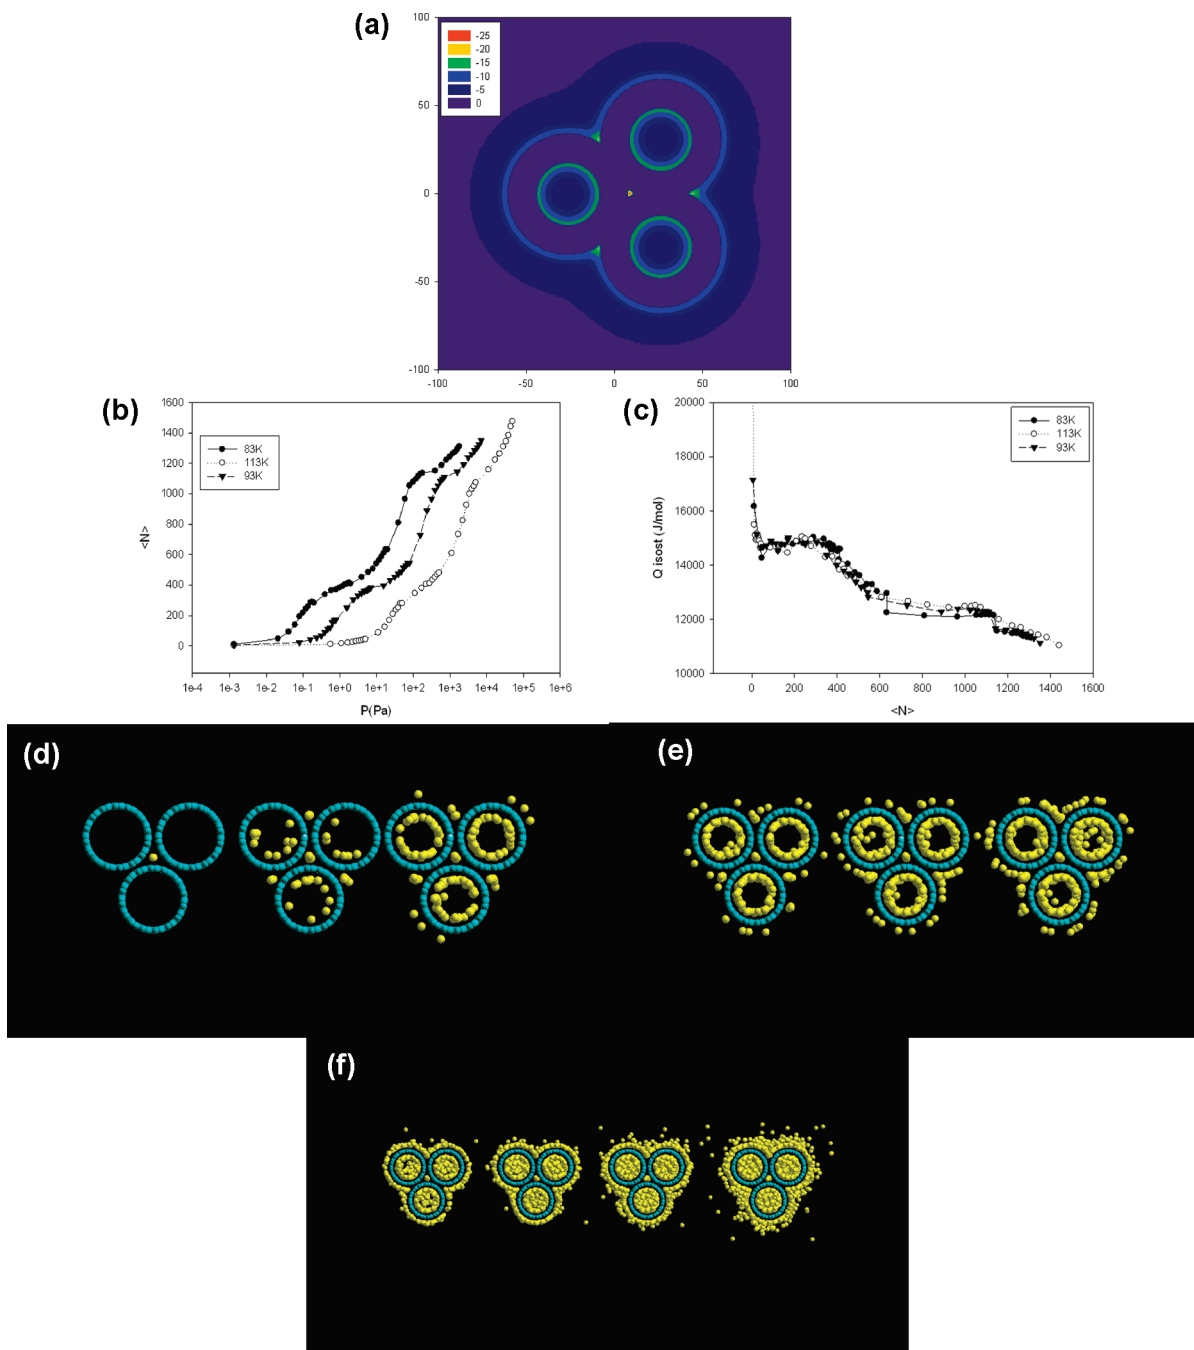 (a)
100
50
0
-50
-100
-25
-20
-15
-10
-5
0
-100 -50 0 50 100
(b)
1600
1400
1200
1000
800
600
400
200
0
<N>
83K
113K
93K
1e-4 1e-3 1e-2 1e-1 1e+0 1e+1 1e+2 1e+3 1e+4 1e+5 1e+6
P(Pa)
(c)
20000
18000
16000
14000
12000
10000
Q isost (J/mol)
83K
113K
93K
0 200 400 600 800 1000 1200 1400 1600
<N>
(d)
(e)
(f)